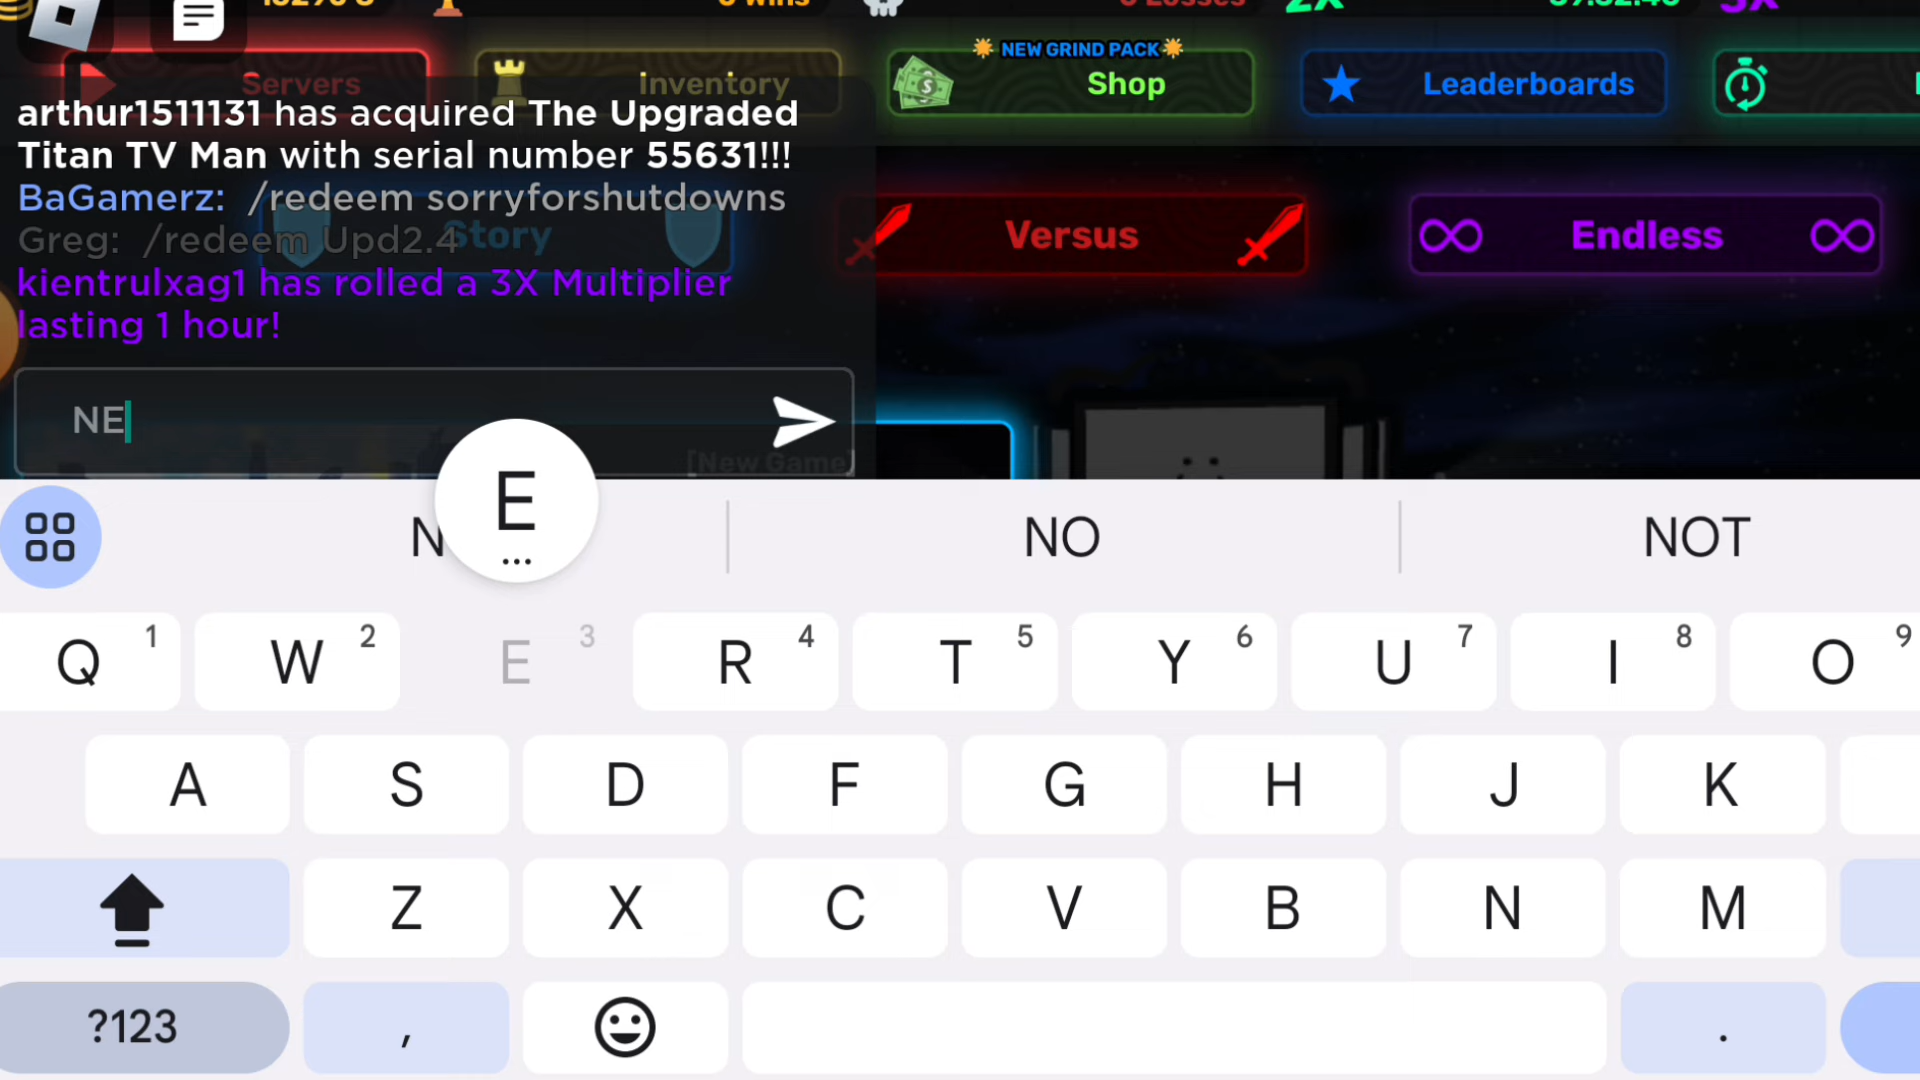 NEW GRIND PACK
Servers
Inventory
Shop
Leaderboards
arthur1511131 has acquired The Upgraded
Titan TV Man with serial number 55631!!!
BaGamerz: /redeem sorryforshutdowns
Greg: /redeem Upd2.4
Story
Versus
Endless
kientrulxag1 has rolled a 3X Multiplier
lasting 1 hour!
NE
[New Game]
E
NO
NOT
Q 1 W 2 E 3 R 4 T 5 Y 6 U 7 I 8 O 9
A S D F G H J K
Z X C V B N M
?123 , .